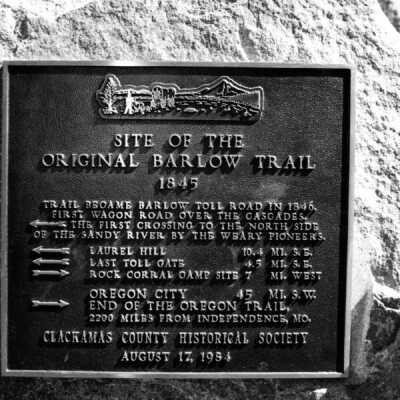 SITE OF THE
ORIGINAL BARLOW TRAIL
1845
TRAIL BECAME BARLOW TOLL ROAD IN 1846.
FIRST WAGON ROAD OVER THE CASCADES.
THE FIRST CROSSING TO THE NORTH SIDE
OF THE SANDY RIVER BY THE WEARY PIONEERS.
LAUREL HILL 10.4 MI. S.E.
LAST TOLL GATE 4.5 MI. S.E.
ROCK CORRAL CAMP SITE 7 MI. WEST
OREGON CITY 45 MI. S.W.
END OF THE OREGON TRAIL,
2200 MILES FROM INDEPENDENCE, MO.
CLACKAMAS COUNTY HISTORICAL SOCIETY
AUGUST 17, 1984